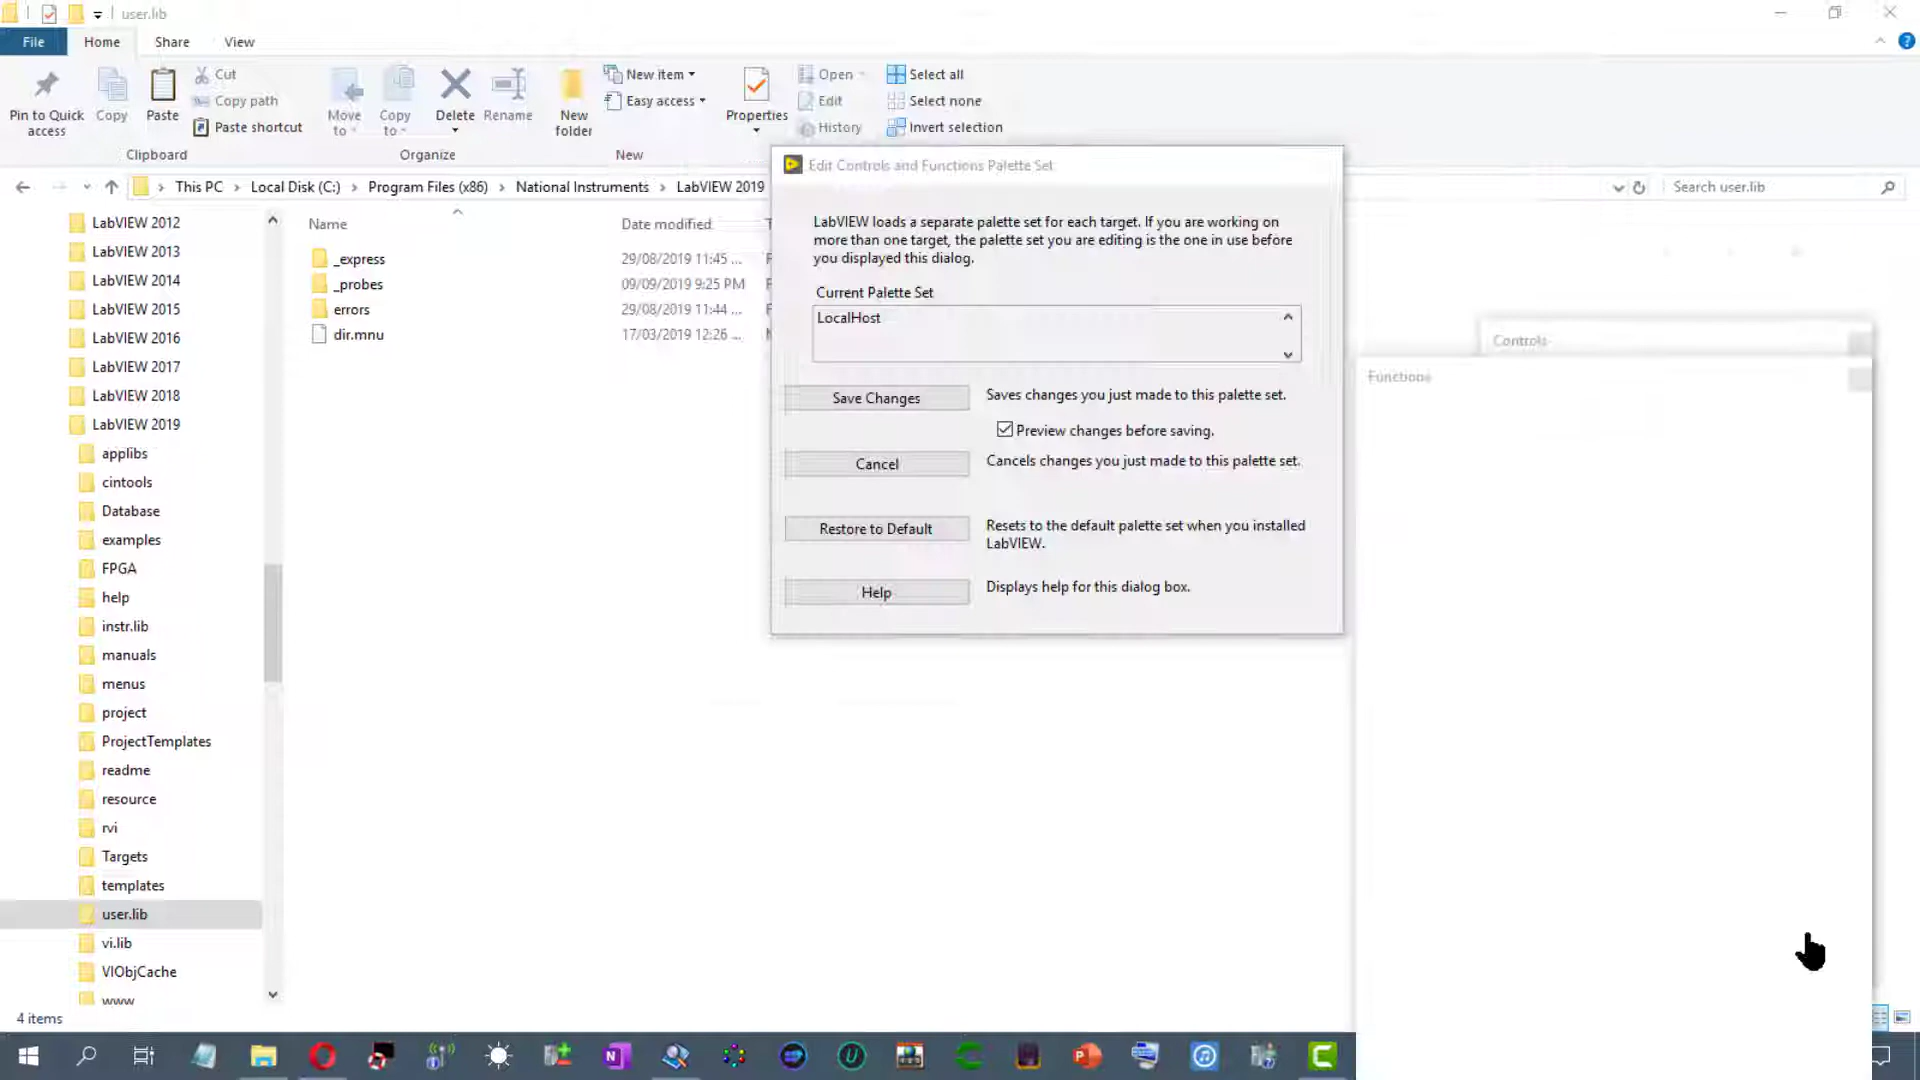 user.lib
File Home Share View
Pin to Quick access
Copy
Paste
Cut
Copy path
Paste shortcut
Clipboard
Move to
Copy to
Delete
Rename
Organize
New folder
New item
Easy access
New
Properties
Open
Edit
History
Select all
Select none
Invert selection
This PC > Local Disk (C:) > Program Files (x86) > National Instruments > LabVIEW 2019
Search user.lib
LabVIEW 2012
LabVIEW 2013
LabVIEW 2014
LabVIEW 2015
LabVIEW 2016
LabVIEW 2017
LabVIEW 2018
LabVIEW 2019
applibs
cintools
Database
examples
FPGA
help
instr.lib
manuals
menus
project
ProjectTemplates
readme
resource
rvi
Targets
templates
user.lib
vi.lib
VIObjCache
www
Name Date modified
_express 29/08/2019 11:45 ...
_probes 09/09/2019 9:25 PM
errors 29/08/2019 11:44 ...
dir.mnu 17/03/2019 12:26 ...
Edit Controls and Functions Palette Set
LabVIEW loads a separate palette set for each target. If you are working on
more than one target, the palette set you are editing is the one in use before
you displayed this dialog.
Current Palette Set
LocalHost
Save Changes
Saves changes you just made to this palette set.
Preview changes before saving.
Cancel
Cancels changes you just made to this palette set.
Restore to Default
Resets to the default palette set when you installed
LabVIEW.
Help
Displays help for this dialog box.
Controls
Functions
4 items